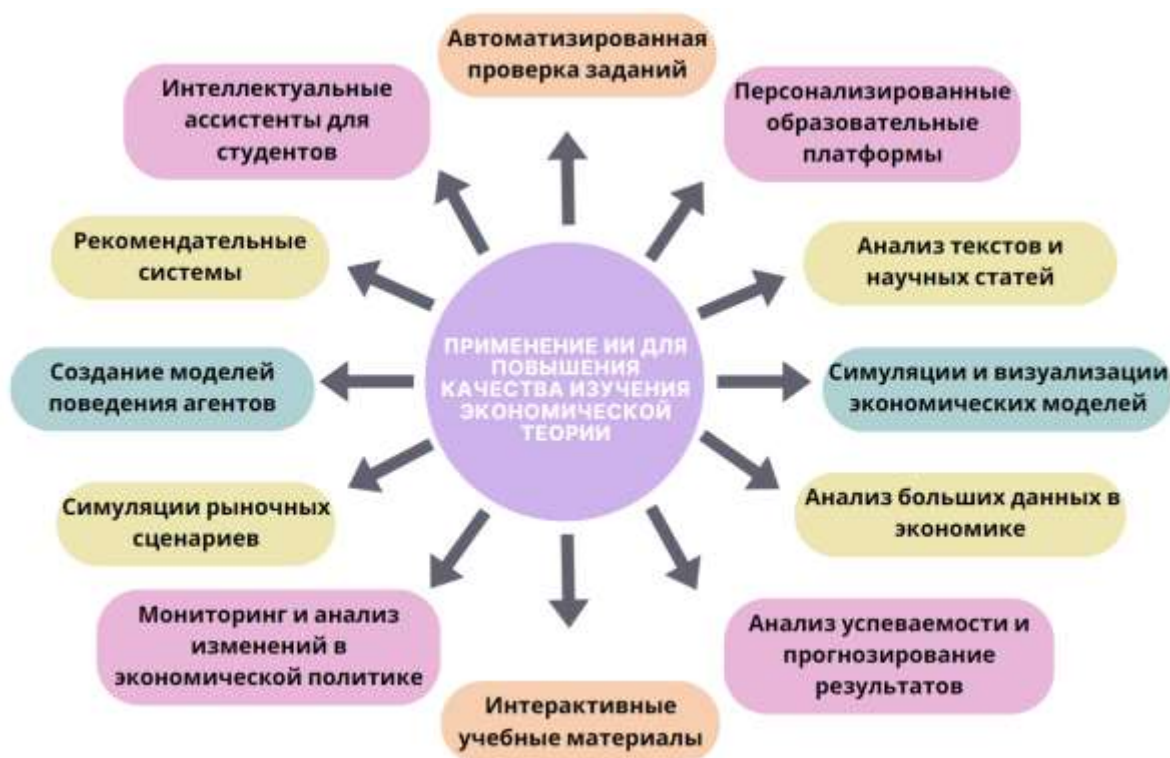 Автоматизированная
проверка заданий
Интеллектуальные
ассистенты для
студентов
Персонализированные
образовательные
платформы
Рекомендательные
системы
Анализ текстов и
научных статей
ПРИМЕНЕНИЕ ИИ ДЛЯ
ПОВЫШЕНИЯ
КАЧЕСТВА ИЗУЧЕНИЯ
ЭКОНОМИЧЕСКОЙ
ТЕОРИИ
Создание моделей
поведения агентов
Симуляции и визуализации
экономических моделей
Симуляции рыночных
сценариев
Анализ больших данных в
экономике
Мониторинг и анализ
изменений в
экономической политике
Анализ успеваемости и
прогнозирование
результатов
Интерактивные
учебные материалы